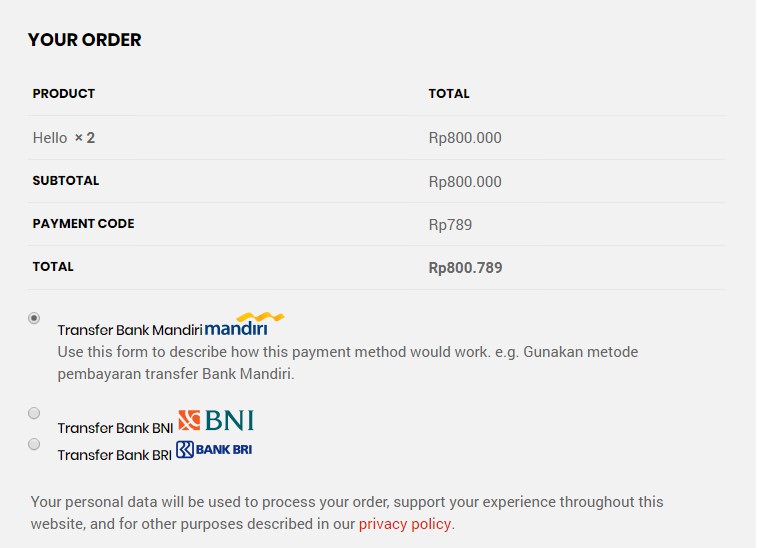 YOUR ORDER
PRODUCT TOTAL
Hello × 2 Rp800.000
SUBTOTAL Rp800.000
PAYMENT CODE Rp789
TOTAL Rp800.789
Transfer Bank Mandiri mandiri
Use this form to describe how this payment method would work. e.g. Gunakan metode
pembayaran transfer Bank Mandiri.
Transfer Bank BNI BNI
Transfer Bank BRI BANK BRI
Your personal data will be used to process your order, support your experience throughout this
website, and for other purposes described in our privacy policy.